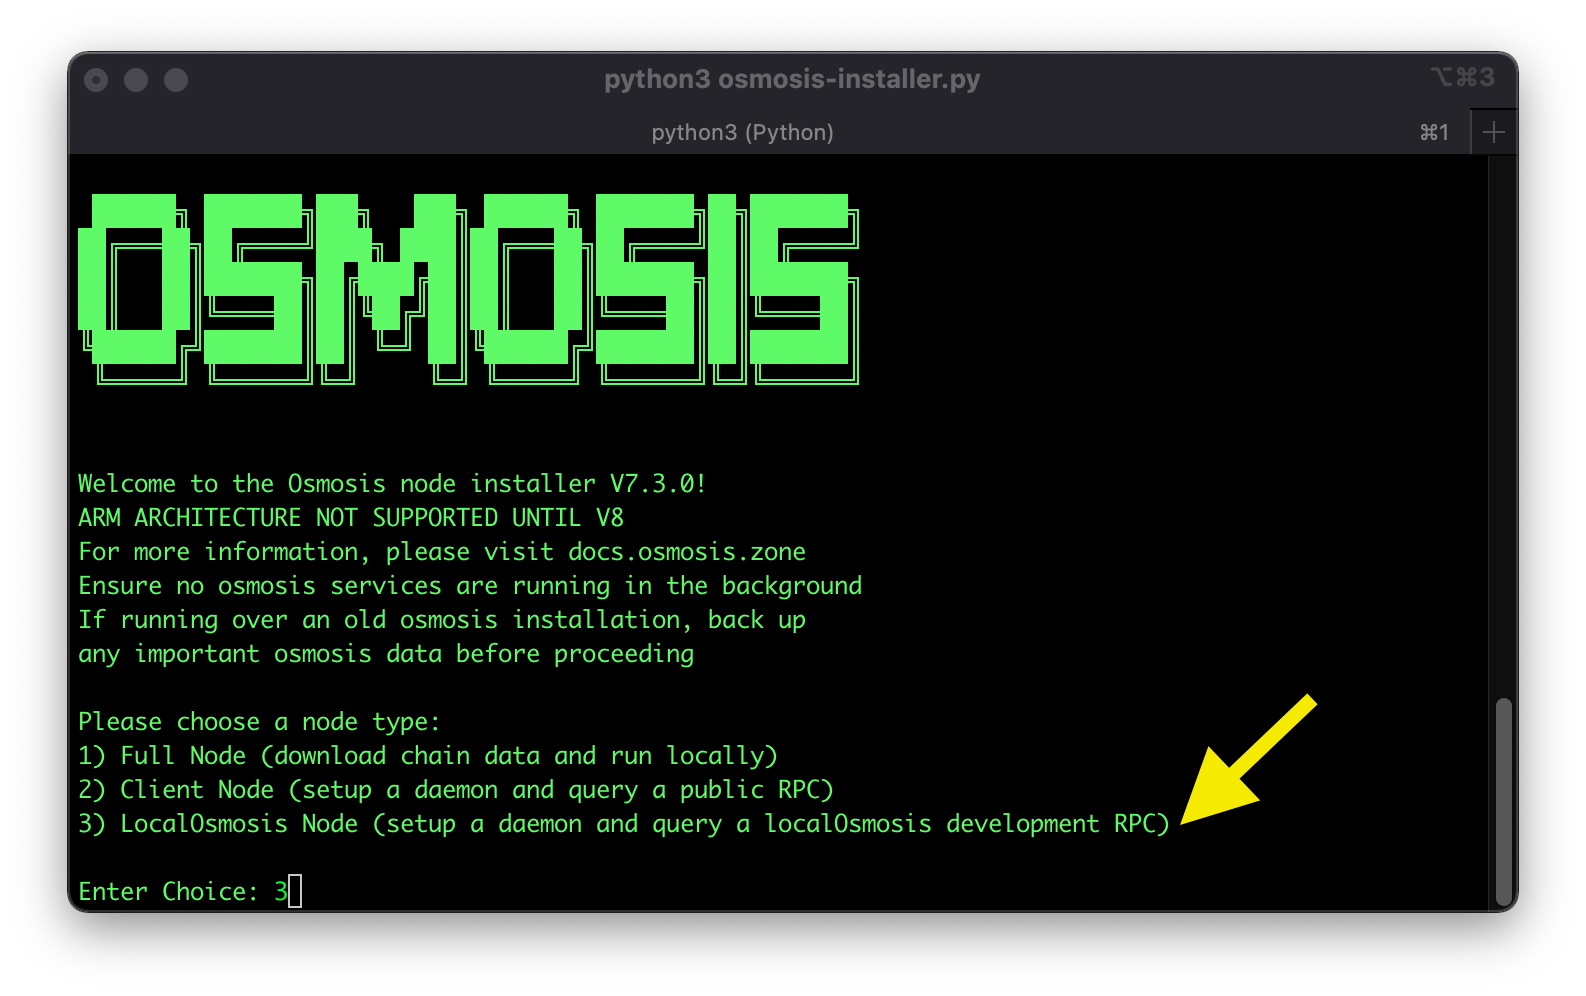 python3 osmosis-installer.py ⌥⌘3
python3 (Python) ⌘1
OSMOSIS
Welcome to the Osmosis node installer V7.3.0!
ARM ARCHITECTURE NOT SUPPORTED UNTIL V8
For more information, please visit docs.osmosis.zone
Ensure no osmosis services are running in the background
If running over an old osmosis installation, back up
any important osmosis data before proceeding
Please choose a node type:
1) Full Node (download chain data and run locally)
2) Client Node (setup a daemon and query a public RPC)
3) LocalOsmosis Node (setup a daemon and query a localOsmosis development RPC)
Enter Choice: 3